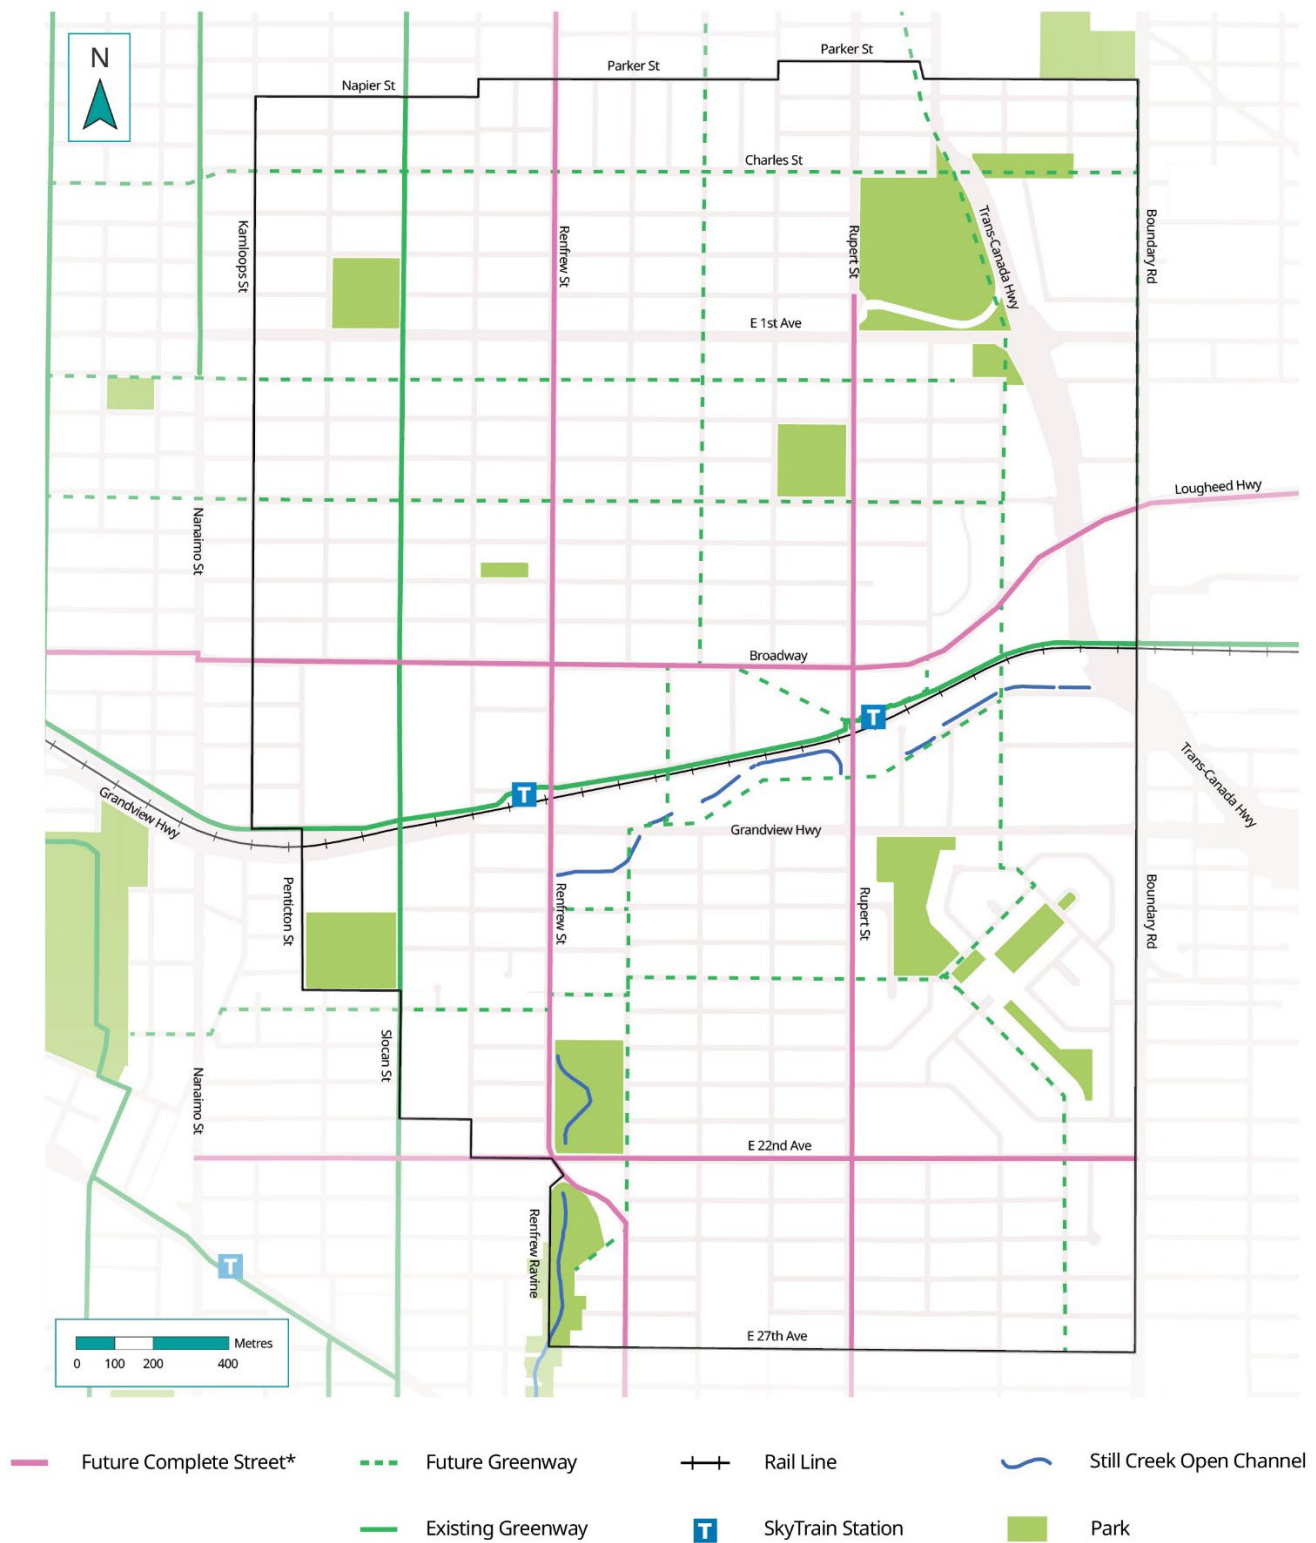 N
Parker St
Parker St
Napier St
Charles St
Kamloops St
Renfrew St
Rupert St
Trans-Canada Hwy
Boundary Rd
E 1st Ave
Lougheed Hwy
Nanaimo St
Broadway
T
T
Grandview Hwy
Grandview Hwy
Trans-Canada Hwy
Penticton St
Renfrew St
Rupert St
Boundary Rd
Slocan St
Nanaimo St
E 22nd Ave
T
Renfrew Ravine
E 27th Ave
Metres
0 100 200 400
Future Complete Street*
Future Greenway
Rail Line
Still Creek Open Channel
Existing Greenway
T SkyTrain Station
Park